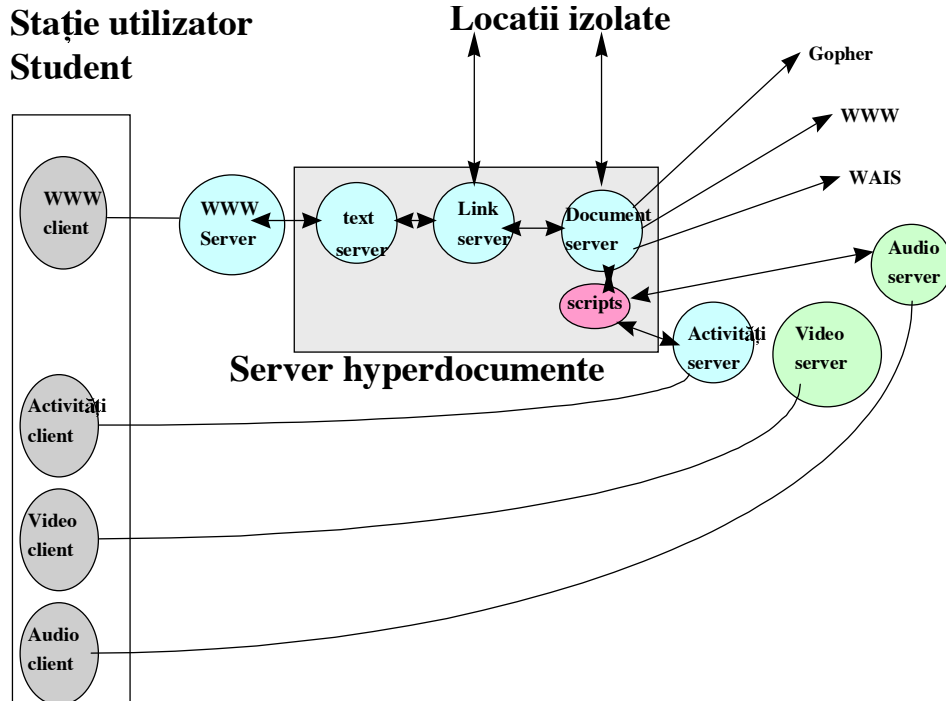 Stație utilizator
Student
Locatii izolate
Gopher
WWW
WAIS
WWW
client
WWW
Server
text
server
Link
server
Document
server
scripts
Audio
server
Activități
server
Video
server
Server hyperdocumente
Activități
client
Video
client
Audio
client